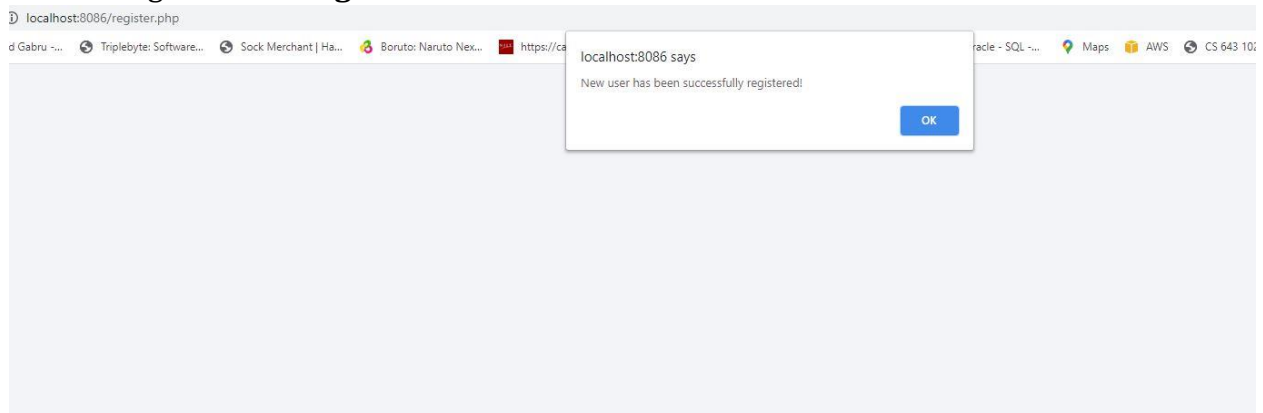 localhost:8086/register.php
d Gabru -... Triplebyte: Software... Sock Merchant | Ha... Boruto: Naruto Nex... https://ca racle - SQL -... Maps AWS CS 643 102
localhost:8086 says
New user has been successfully registered!
OK